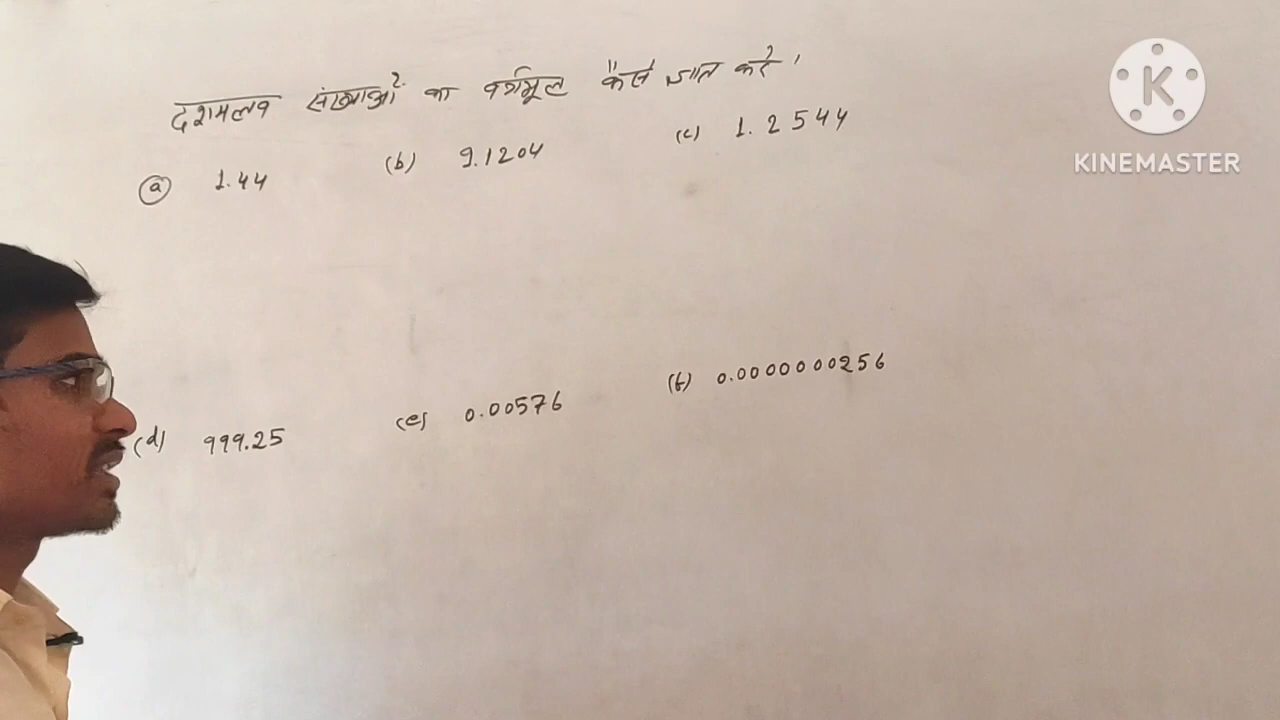 दशमलव संख्याओं का वर्गमूल कैसे ज्ञात करें।
(a) 1.44 (b) 9.1204 (c) 1.2544
(d) 999.25 (e) 0.00576 (f) 0.0000000256
K
KINEMASTER